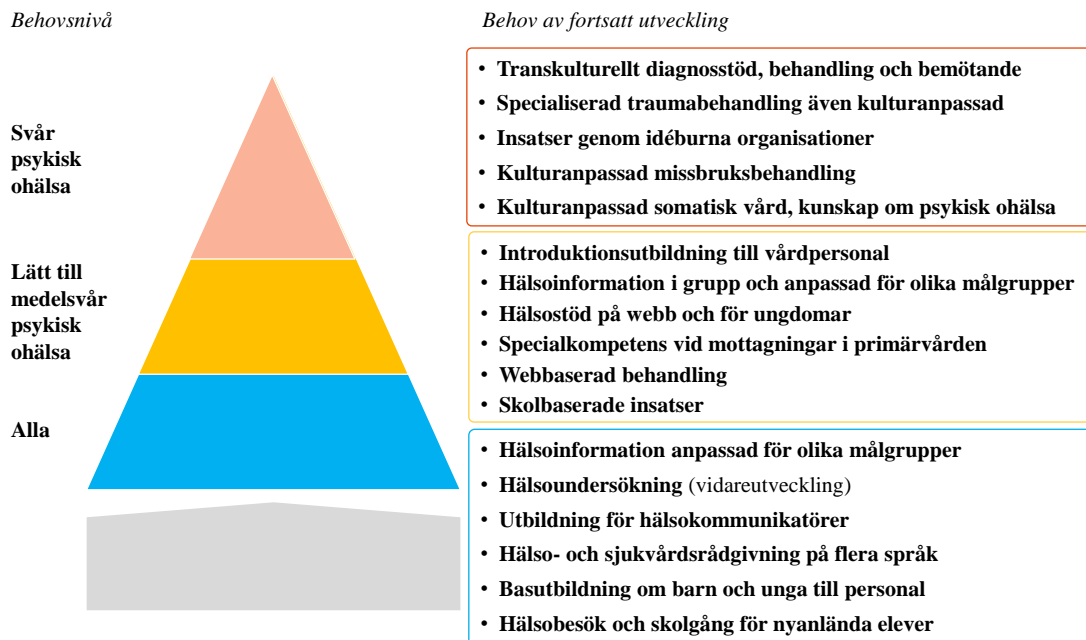 Behovsnivå
Behov av fortsatt utveckling
Svår
psykisk
ohälsa
• Transkulturellt diagnosstöd, behandling och bemötande
• Specialiserad traumabehandling även kulturanpassad
• Insatser genom idéburna organisationer
• Kulturanpassad missbruksbehandling
• Kulturanpassad somatisk vård, kunskap om psykisk ohälsa
Lätt till
medelsvår
psykisk
ohälsa
• Introduktionsutbildning till vårdpersonal
• Hälsoinformation i grupp och anpassad för olika målgrupper
• Hälsostöd på webb och för ungdomar
• Specialkompetens vid mottagningar i primärvården
• Webbaserad behandling
• Skolbaserade insatser
Alla
• Hälsoinformation anpassad för olika målgrupper
• Hälsoundersökning (vidareutveckling)
• Utbildning för hälsokommunikatörer
• Hälso- och sjukvårdsrådgivning på flera språk
• Basutbildning om barn och unga till personal
• Hälsobesök och skolgång för nyanlända elever